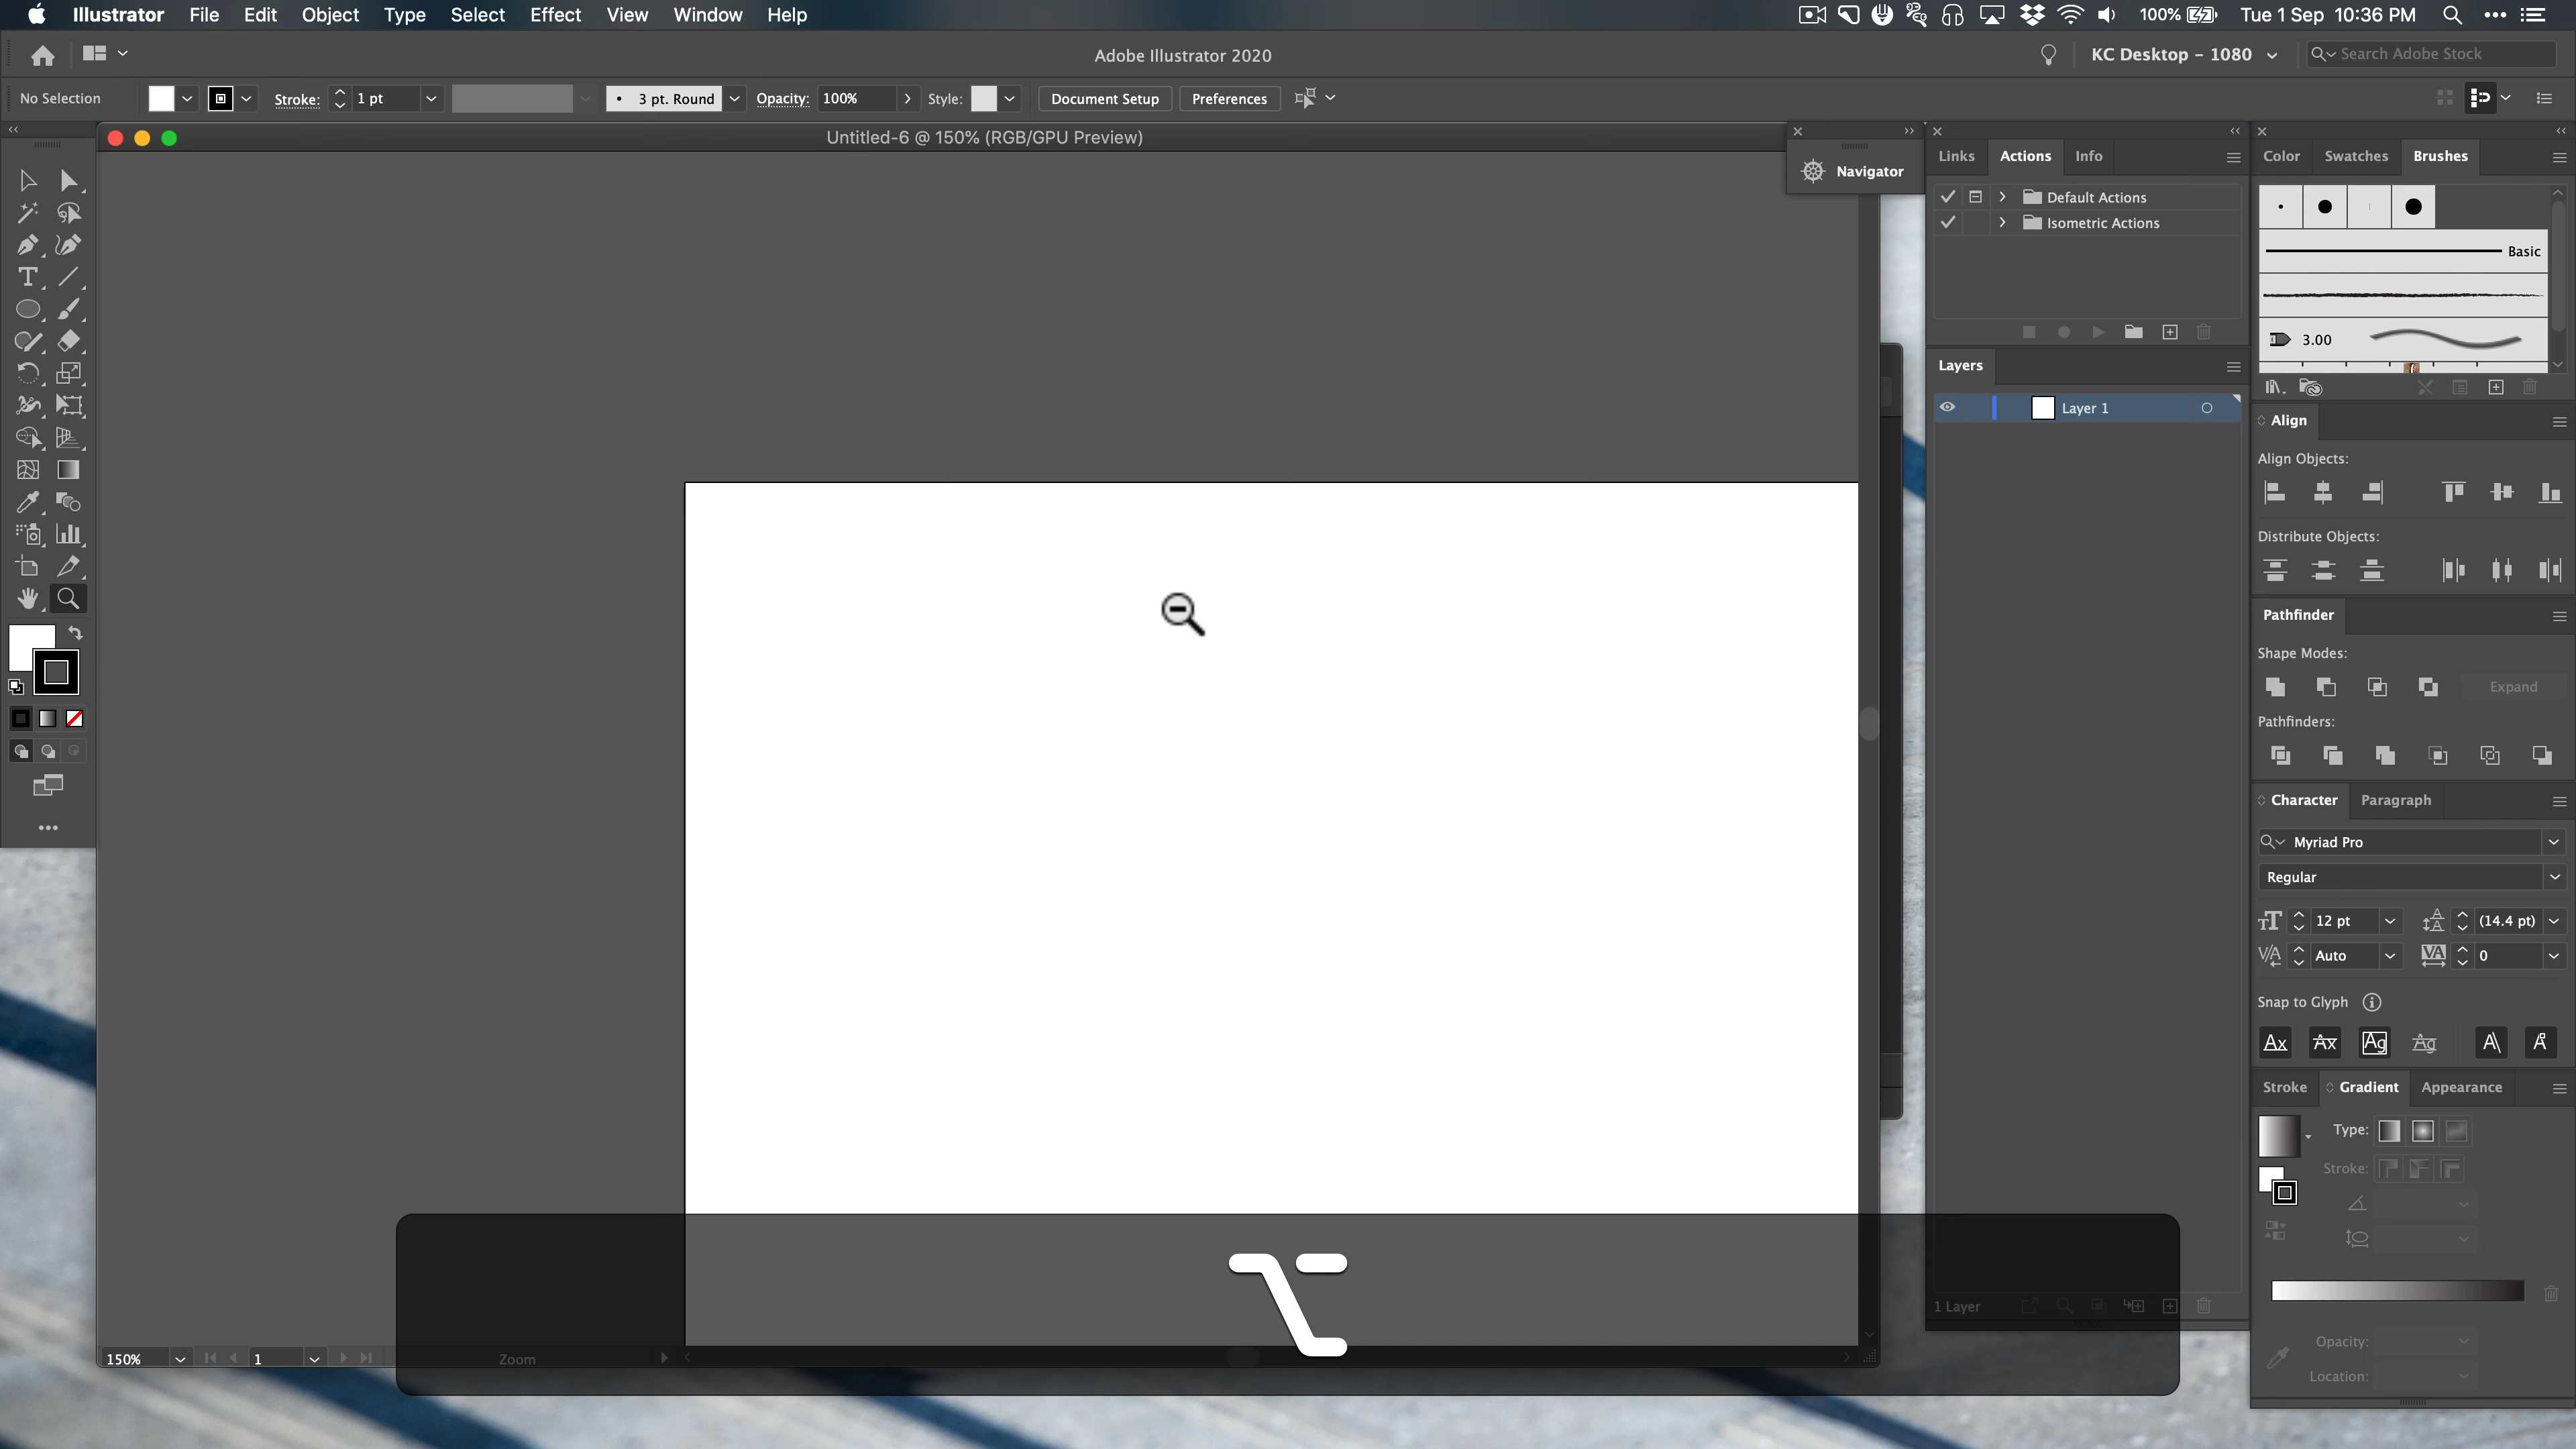 Illustrator File Edit Object Type Select Effect View Window Help 100% Tue 1 Sep 10:36 PM
Adobe Illustrator 2020 KC Desktop – 1080 Search Adobe Stock
No Selection Stroke: 1 pt 3 pt. Round Opacity: 100% Style: Document Setup Preferences
Untitled-6 @ 150% (RGB/GPU Preview)
Navigator
Links Actions Info
Default Actions
Isometric Actions
Layers
Layer 1
1 Layer
Color Swatches Brushes
Basic
3.00
Align
Align Objects:
Distribute Objects:
Pathfinder
Shape Modes:
Expand
Pathfinders:
Character Paragraph
Myriad Pro
Regular
12 pt (14.4 pt)
Auto 0
Snap to Glyph
Stroke Gradient Appearance
Type:
Stroke:
Opacity:
Location:
150% 1 Zoom